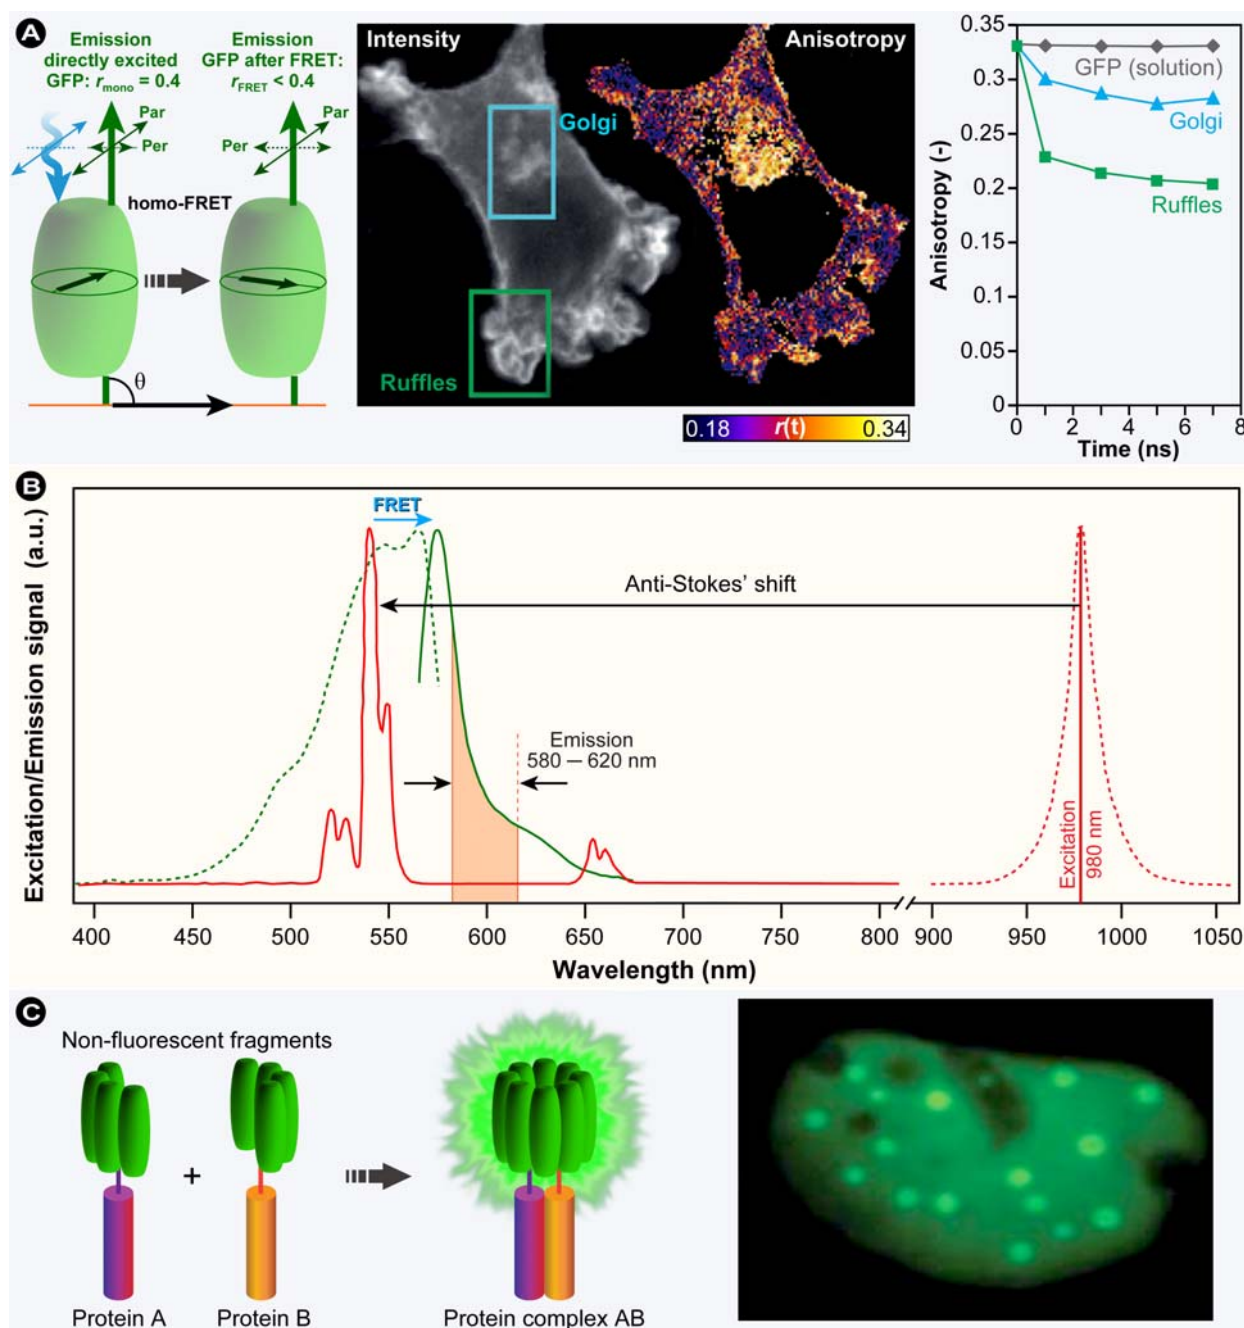 A
Emission
directly excited
GFP: r_mono = 0.4
Emission
GFP after FRET:
r_FRET < 0.4
Par
Per
Par
Per
homo-FRET
θ
Intensity
Anisotropy
Golgi
Ruffles
0.18 r(t) 0.34
Anisotropy (-)
0.35
0.3
0.25
0.2
0.15
0.1
0.05
0
GFP (solution)
Golgi
Ruffles
0 2 4 6 8
Time (ns)
B
Excitation/Emission signal (a.u.)
FRET
Anti-Stokes' shift
Emission
580 – 620 nm
Excitation
980 nm
400 450 500 550 600 650 700 750 800 900 950 1000 1050
Wavelength (nm)
C
Non-fluorescent fragments
+
Protein A
Protein B
Protein complex AB